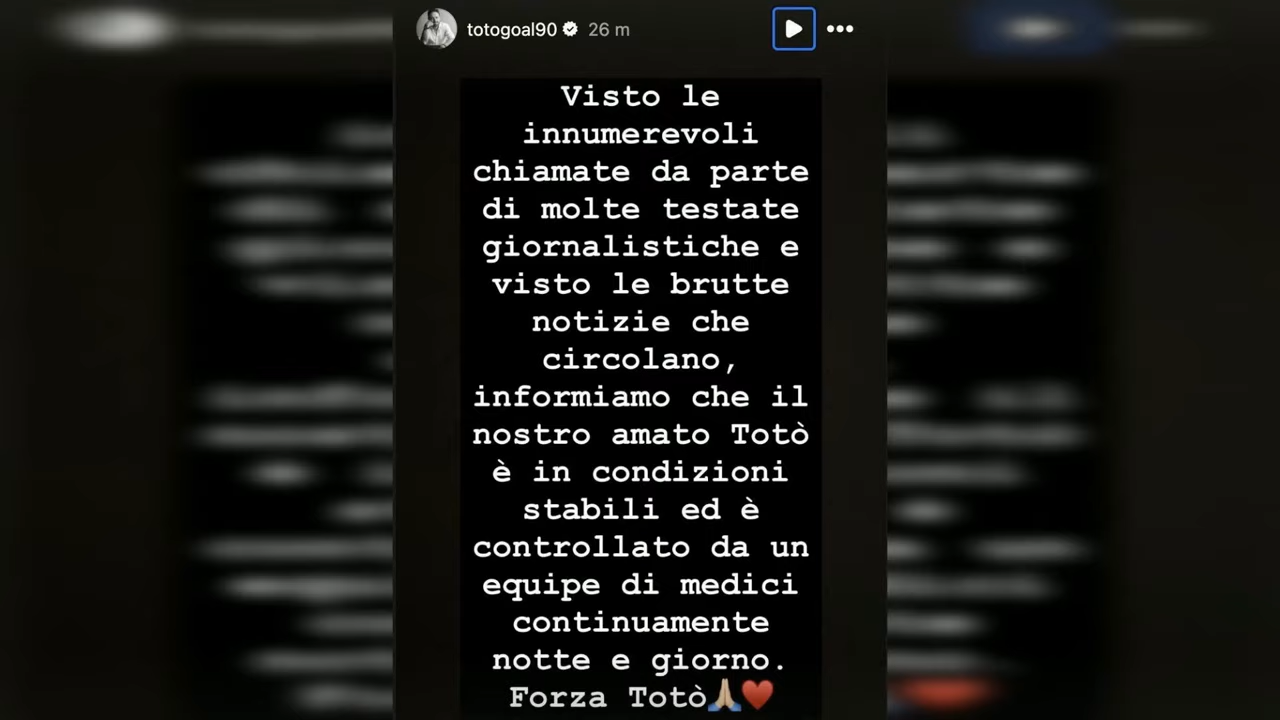 totogoal90 26 m
Visto le
innumerevoli
chiamate da parte
di molte testate
giornalistiche e
visto le brutte
notizie che
circolano,
informiamo che il
nostro amato Totò
è in condizioni
stabili ed è
controllato da un
equipe di medici
continuamente
notte e giorno.
Forza Totò🙏🏼❤️